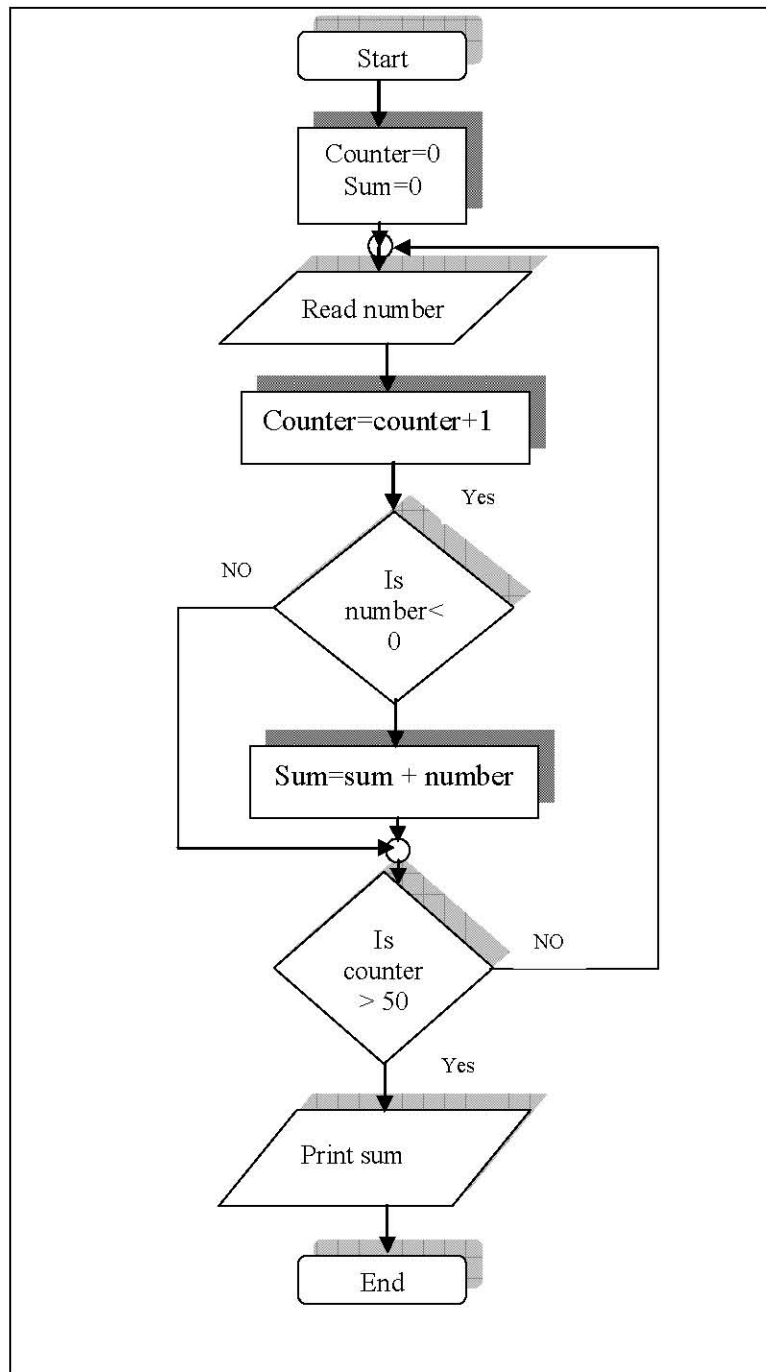 Start
Counter=0
Sum=0
Read number
Counter=counter+1
Yes
NO
Is
number<
0
Sum=sum + number
Is
counter
> 50
NO
Yes
Print sum
End